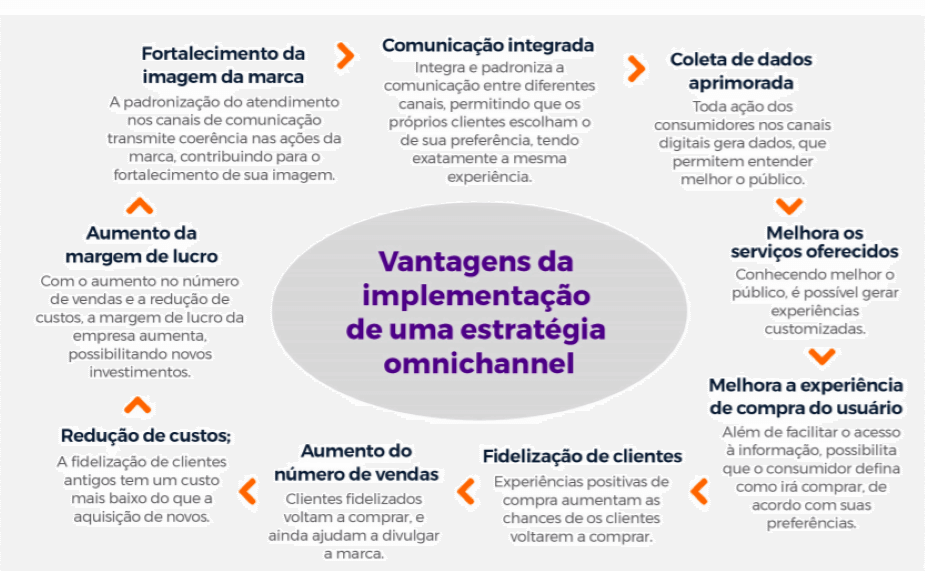 Fortalecimento da
imagem da marca
A padronização do atendimento
nos canais de comunicação
transmite coerência nas ações da
marca, contribuindo para o
fortalecimento de sua imagem.
Comunicação integrada
Integra e padroniza a
comunicação entre diferentes
canais, permitindo que os
próprios clientes escolham o
de sua preferência, tendo
exatamente a mesma
experiência.
Coleta de dados
aprimorada
Toda ação dos
consumidores nos canais
digitais gera dados, que
permitem entender
melhor o público.
Melhora os
serviços oferecidos
Conhecendo melhor o
público, é possível gerar
experiências
customizadas.
Melhora a experiência
de compra do usuário
Além de facilitar o acesso
à informação, possibilita
que o consumidor defina
como irá comprar, de
acordo com suas
preferências.
Fidelização de clientes
Experiências positivas de
compra aumentam as
chances de os clientes
voltarem a comprar.
Aumento do
número de vendas
Clientes fidelizados
voltam a comprar, e
ainda ajudam a divulgar
a marca.
Redução de custos;
A fidelização de clientes
antigos tem um custo
mais baixo do que a
aquisição de novos.
Aumento da
margem de lucro
Com o aumento no número
de vendas e a redução de
custos, a margem de lucro da
empresa aumenta,
possibilitando novos
investimentos.
Vantagens da
implementação
de uma estratégia
omnichannel